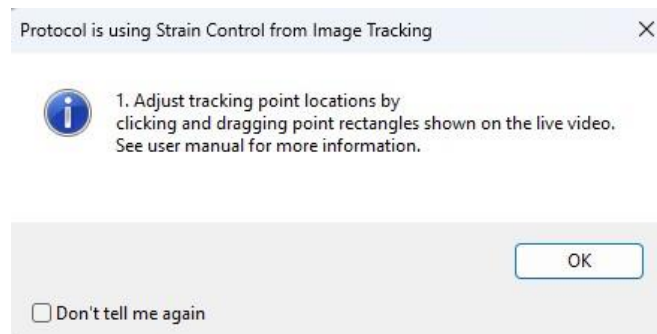 Protocol is using Strain Control from Image Tracking
1. Adjust tracking point locations by
clicking and dragging point rectangles shown on the live video.
See user manual for more information.
OK
Don't tell me again